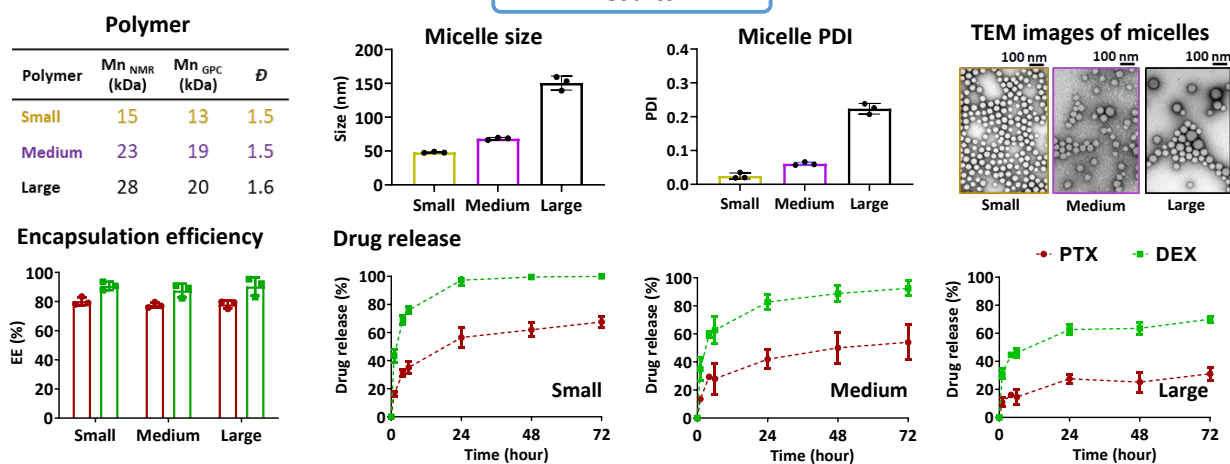 Polymer
Polymer Mn NMR (kDa) Mn GPC (kDa) Đ
Small 15 13 1.5
Medium 23 19 1.5
Large 28 20 1.6
Micelle size
Size (nm)
200
150
100
50
0
Small Medium Large
Micelle PDI
PDI
0.4
0.3
0.2
0.1
0.0
Small Medium Large
TEM images of micelles
100 nm 100 nm 100 nm
Small Medium Large
Encapsulation efficiency
EE (%)
100
80
60
40
20
0
Small Medium Large
Drug release
PTX DEX
Drug release (%)
100
80
60
40
20
0
Small
0 24 48 72
Time (hour)
Drug release (%)
100
80
60
40
20
0
Medium
0 24 48 72
Time (hour)
Drug release (%)
100
80
60
40
20
0
Large
0 24 48 72
Time (hour)